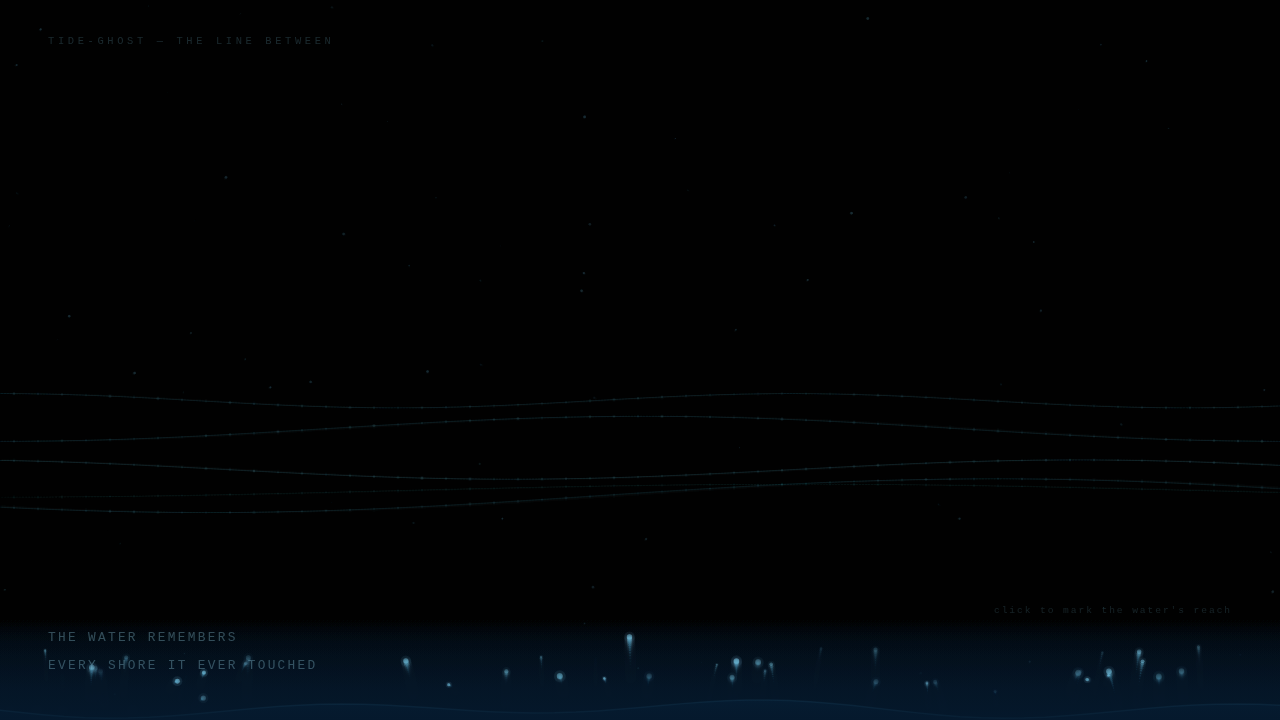 TIDE-GHOST — THE LINE BETWEEN
click to mark the water's reach
THE WATER REMEMBERS
EVERY SHORE IT EVER TOUCHED